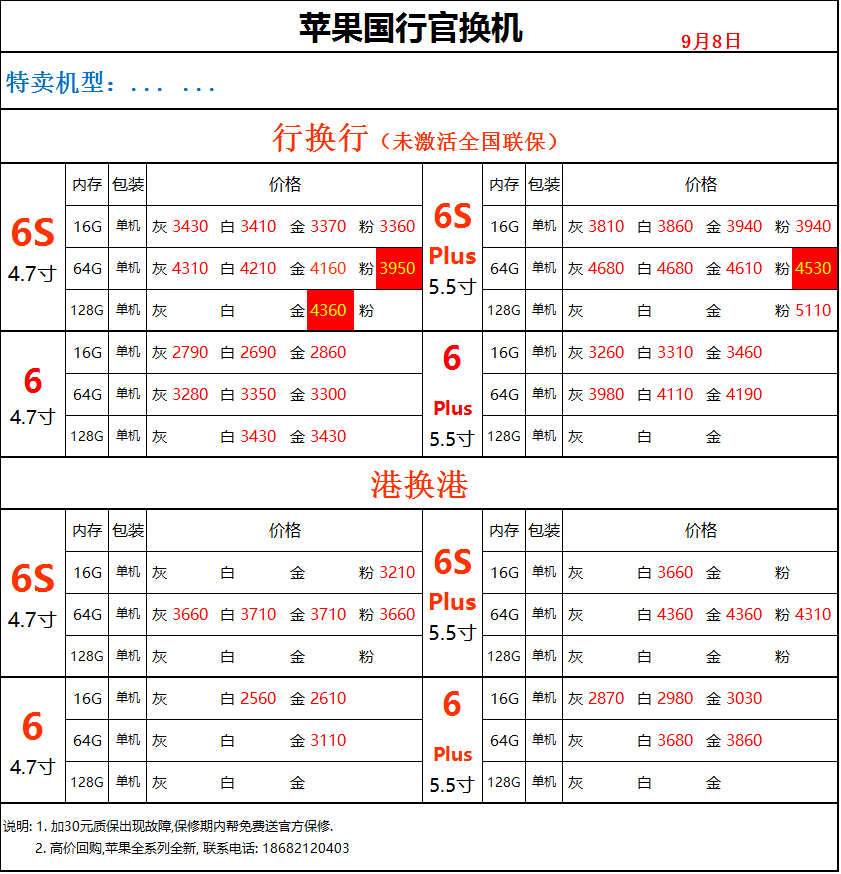 苹果国行官换机
9月8日
特卖机型：... ...
行换行（未激活全国联保）
6S 4.7寸 内存 包装 价格
16G 单机 灰 3430 白 3410 金 3370 粉 3360
64G 单机 灰 4310 白 4210 金 4160 粉 3950
128G 单机 灰 白 金 4360 粉
6S Plus 5.5寸 内存 包装 价格
16G 单机 灰 3810 白 3860 金 3940 粉 3940
64G 单机 灰 4680 白 4680 金 4610 粉 4530
128G 单机 灰 白 金 粉 5110
6 4.7寸
16G 单机 灰 2790 白 2690 金 2860
64G 单机 灰 3280 白 3350 金 3300
128G 单机 灰 白 3430 金 3430
6 Plus 5.5寸
16G 单机 灰 3260 白 3310 金 3460
64G 单机 灰 3980 白 4110 金 4190
128G 单机 灰 白 金
港换港
6S 4.7寸 内存 包装 价格
16G 单机 灰 白 金 粉 3210
64G 单机 灰 3660 白 3710 金 3710 粉 3660
128G 单机 灰 白 金 粉
6S Plus 5.5寸 内存 包装 价格
16G 单机 灰 白 3660 金 粉
64G 单机 灰 白 4360 金 4360 粉 4310
128G 单机 灰 白 金 粉
6 4.7寸
16G 单机 灰 白 2560 金 2610
64G 单机 灰 白 金 3110
128G 单机 灰 白 金
6 Plus 5.5寸
16G 单机 灰 2870 白 2980 金 3030
64G 单机 灰 白 3680 金 3860
128G 单机 灰 白 金
说明: 1. 加30元质保出现故障,保修期内帮免费送官方保修.
2. 高价回购,苹果全系列全新, 联系电话: 18682120403